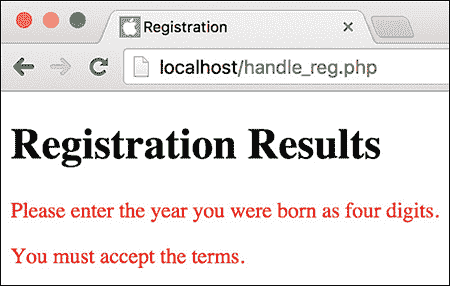 Registration
localhost/handle_reg.php
Registration Results
Please enter the year you were born as four digits.
You must accept the terms.